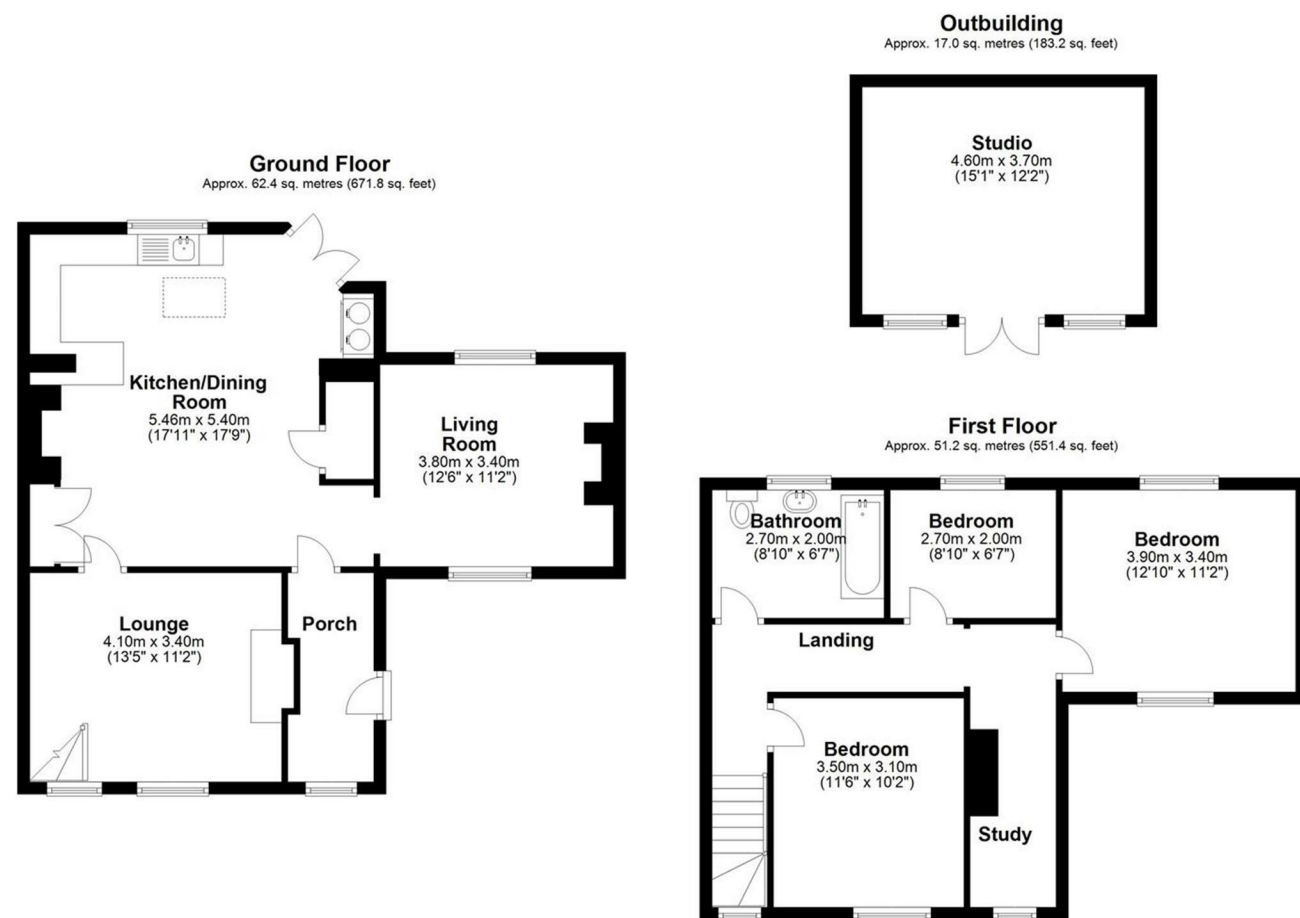 Outbuilding
Approx. 17.0 sq. metres (183.2 sq. feet)
Studio
4.60m x 3.70m
(15'1" x 12'2")
Ground Floor
Approx. 62.4 sq. metres (671.8 sq. feet)
Kitchen/Dining
Room
5.46m x 5.40m
(17'11" x 17'9")
Living
Room
3.80m x 3.40m
(12'6" x 11'2")
Lounge
4.10m x 3.40m
(13'5" x 11'2")
Porch
First Floor
Approx. 51.2 sq. metres (551.4 sq. feet)
Bathroom
2.70m x 2.00m
(8'10" x 6'7")
Bedroom
2.70m x 2.00m
(8'10" x 6'7")
Bedroom
3.90m x 3.40m
(12'10" x 11'2")
Landing
Bedroom
3.50m x 3.10m
(11'6" x 10'2")
Study